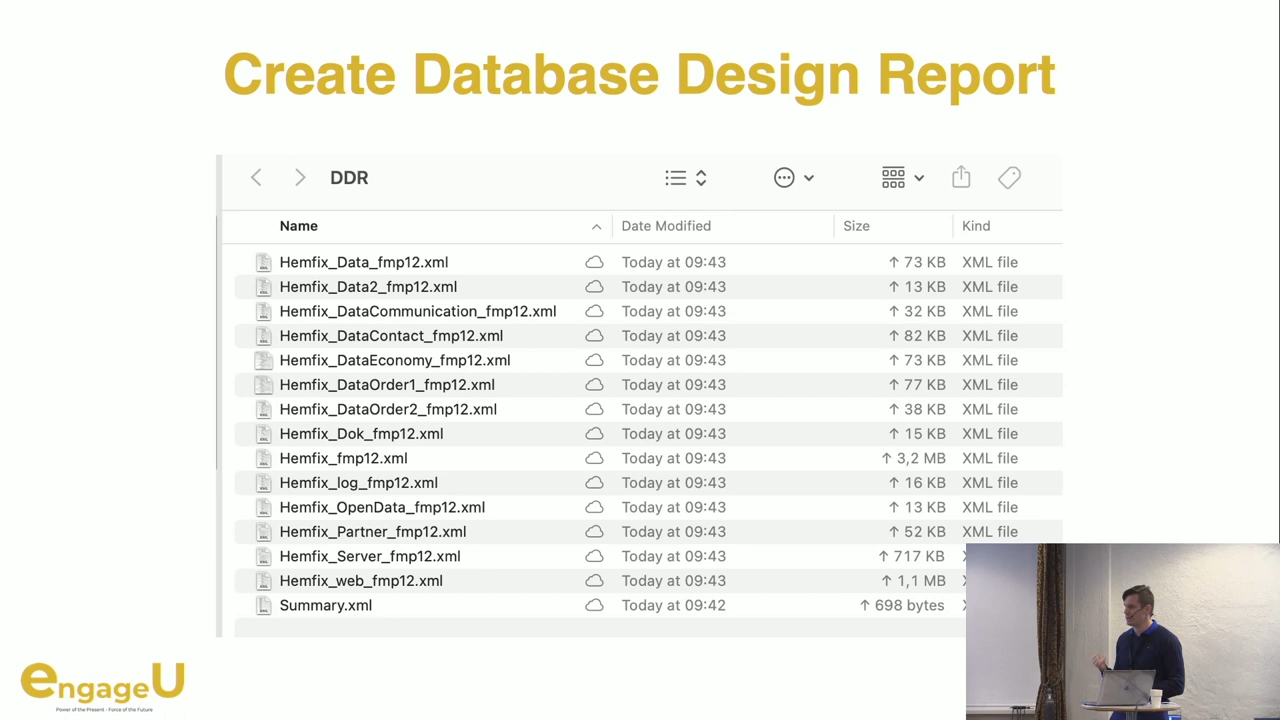 Create Database Design Report
DDR
Name Date Modified Size Kind
Hemfix_Data_fmp12.xml Today at 09:43 ↑ 73 KB XML file
Hemfix_Data2_fmp12.xml Today at 09:43 ↑ 13 KB XML file
Hemfix_DataCommunication_fmp12.xml Today at 09:43 ↑ 32 KB XML file
Hemfix_DataContact_fmp12.xml Today at 09:43 ↑ 82 KB XML file
Hemfix_DataEconomy_fmp12.xml Today at 09:43 ↑ 73 KB XML file
Hemfix_DataOrder1_fmp12.xml Today at 09:43 ↑ 77 KB XML file
Hemfix_DataOrder2_fmp12.xml Today at 09:43 ↑ 38 KB XML file
Hemfix_Dok_fmp12.xml Today at 09:43 ↑ 15 KB XML file
Hemfix_fmp12.xml Today at 09:43 ↑ 3,2 MB XML file
Hemfix_log_fmp12.xml Today at 09:43 ↑ 16 KB XML file
Hemfix_OpenData_fmp12.xml Today at 09:43 ↑ 13 KB XML file
Hemfix_Partner_fmp12.xml Today at 09:43 ↑ 52 KB XML file
Hemfix_Server_fmp12.xml Today at 09:43 ↑ 717 KB
Hemfix_web_fmp12.xml Today at 09:43 ↑ 1,1 MB
Summary.xml Today at 09:42 ↑ 698 bytes
engageU
Power of the Present - Force of the Future